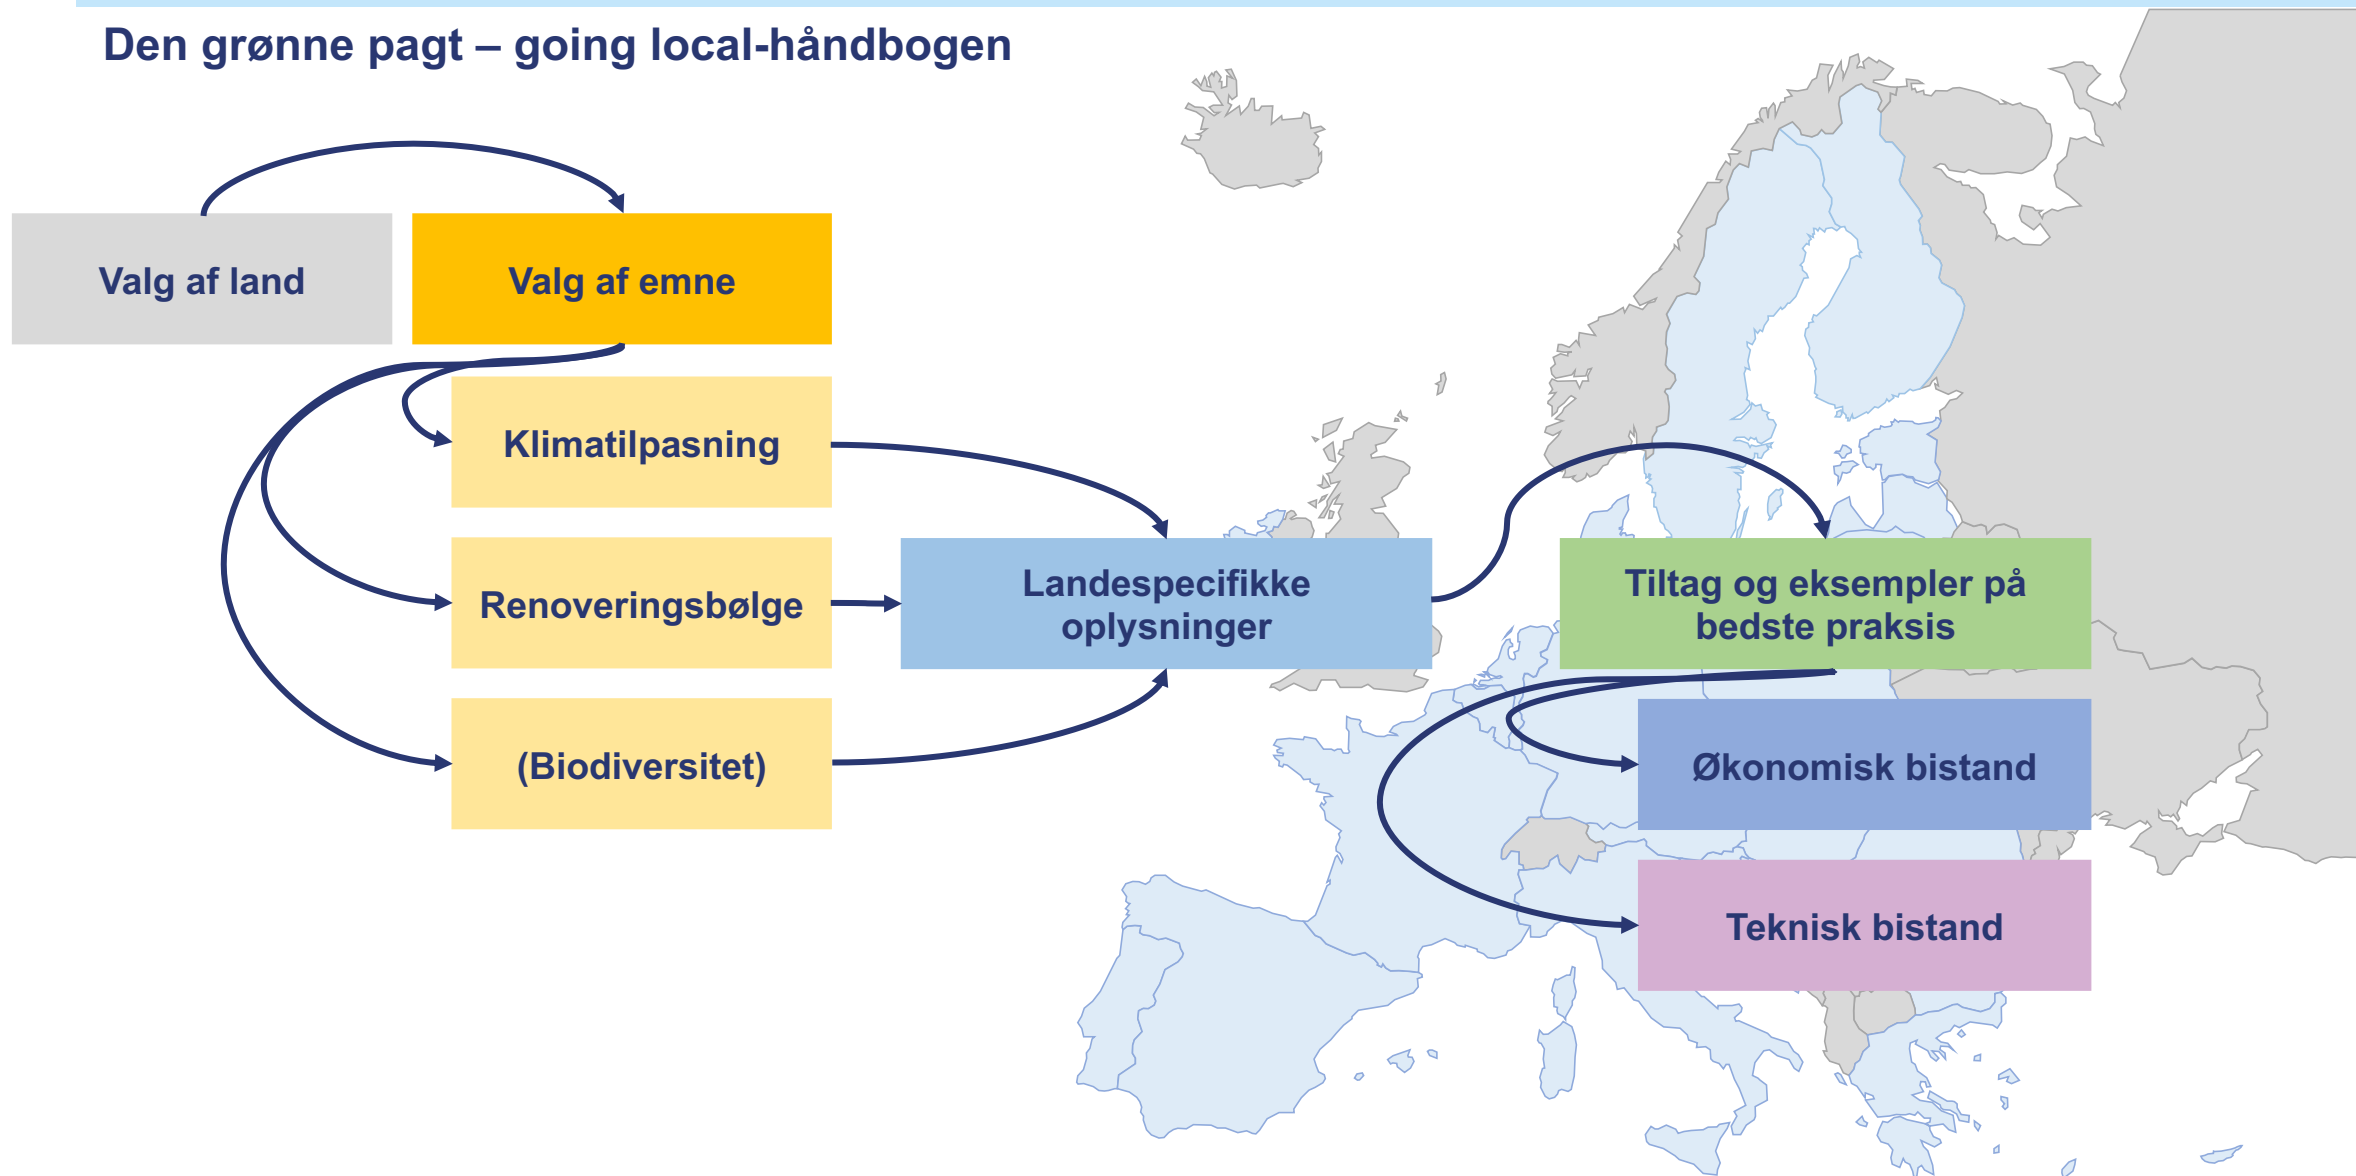 Den grønne pagt – going local-håndbogen
Valg af land
Valg af emne
Klimatilpasning
Renoveringsbølge
(Biodiversitet)
Landespecifikke
oplysninger
Tiltag og eksempler på
bedste praksis
Økonomisk bistand
Teknisk bistand